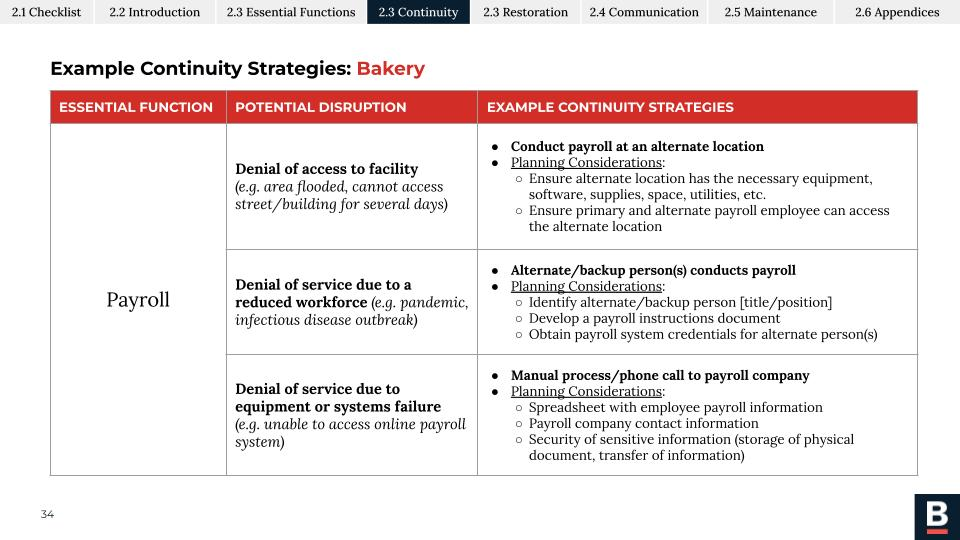 2.1 Checklist 2.2 Introduction 2.3 Essential Functions 2.3 Continuity 2.3 Restoration 2.4 Communication 2.5 Maintenance 2.6 Appendices
Example Continuity Strategies: Bakery
ESSENTIAL FUNCTION POTENTIAL DISRUPTION EXAMPLE CONTINUITY STRATEGIES
Payroll
Denial of access to facility
(e.g. area flooded, cannot access
street/building for several days)
● Conduct payroll at an alternate location
● Planning Considerations:
○ Ensure alternate location has the necessary equipment,
software, supplies, space, utilities, etc.
○ Ensure primary and alternate payroll employee can access
the alternate location
Denial of service due to a
reduced workforce (e.g. pandemic,
infectious disease outbreak)
● Alternate/backup person(s) conducts payroll
● Planning Considerations:
○ Identify alternate/backup person [title/position]
○ Develop a payroll instructions document
○ Obtain payroll system credentials for alternate person(s)
Denial of service due to
equipment or systems failure
(e.g. unable to access online payroll
system)
● Manual process/phone call to payroll company
● Planning Considerations:
○ Spreadsheet with employee payroll information
○ Payroll company contact information
○ Security of sensitive information (storage of physical
document, transfer of information)
34
B